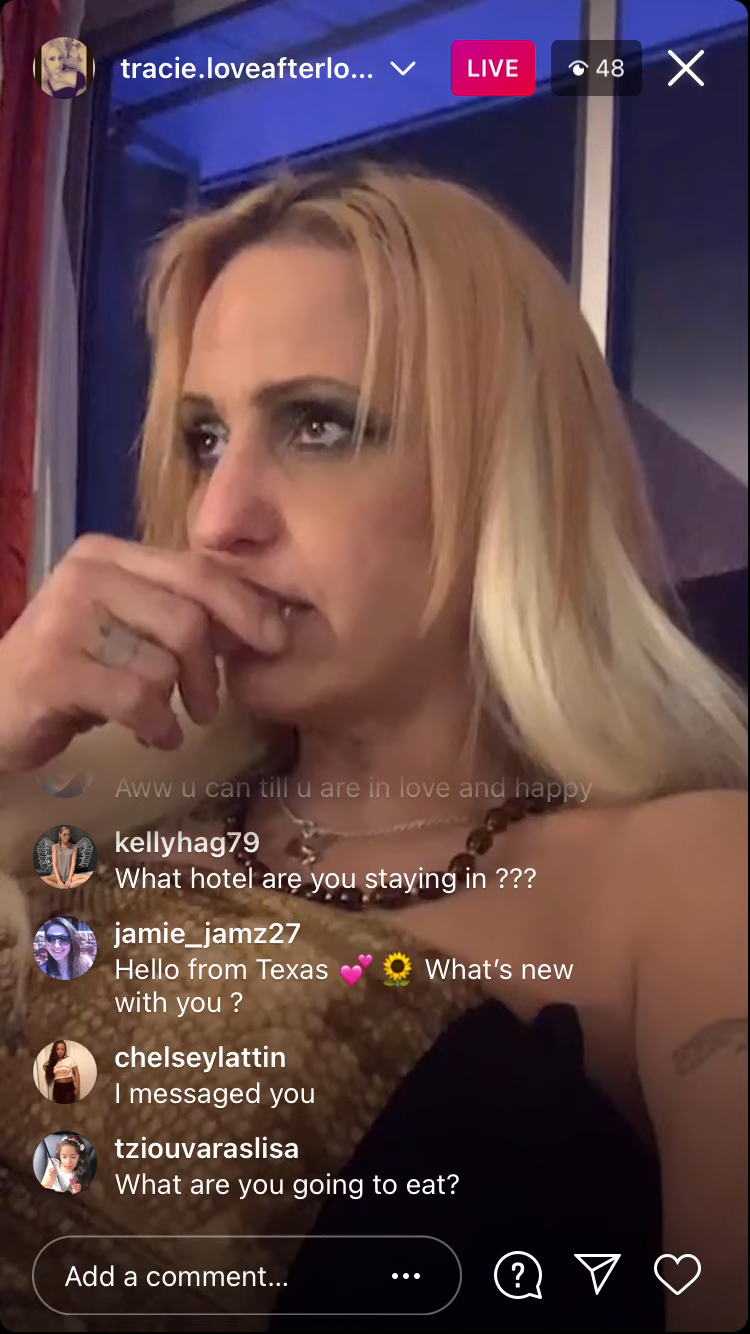 tracie.loveafterlo...
LIVE
48
Aww u can till u are in love and happy
kellyhag79
What hotel are you staying in ???
jamie_jamz27
Hello from Texas 💕 🌻 What's new
with you ?
chelseylattin
I messaged you
tziouvaraslisa
What are you going to eat?
Add a comment...